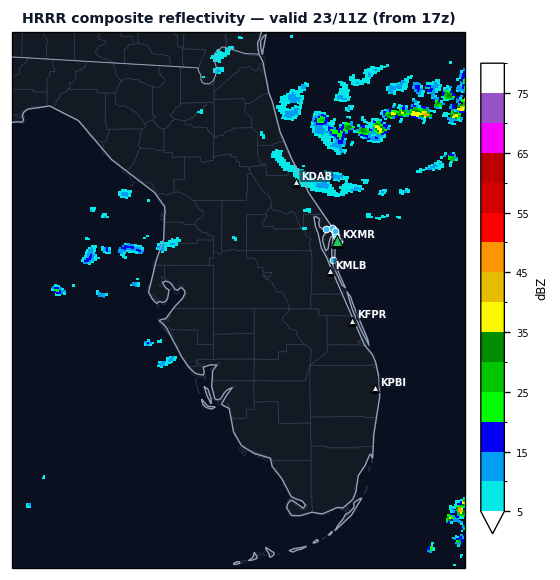 HRRR composite reflectivity — valid 23/11Z (from 17z)
KDAB
KXMR
KMLB
KFPR
KPBI
75
65
55
45
35
25
15
5
dBZ